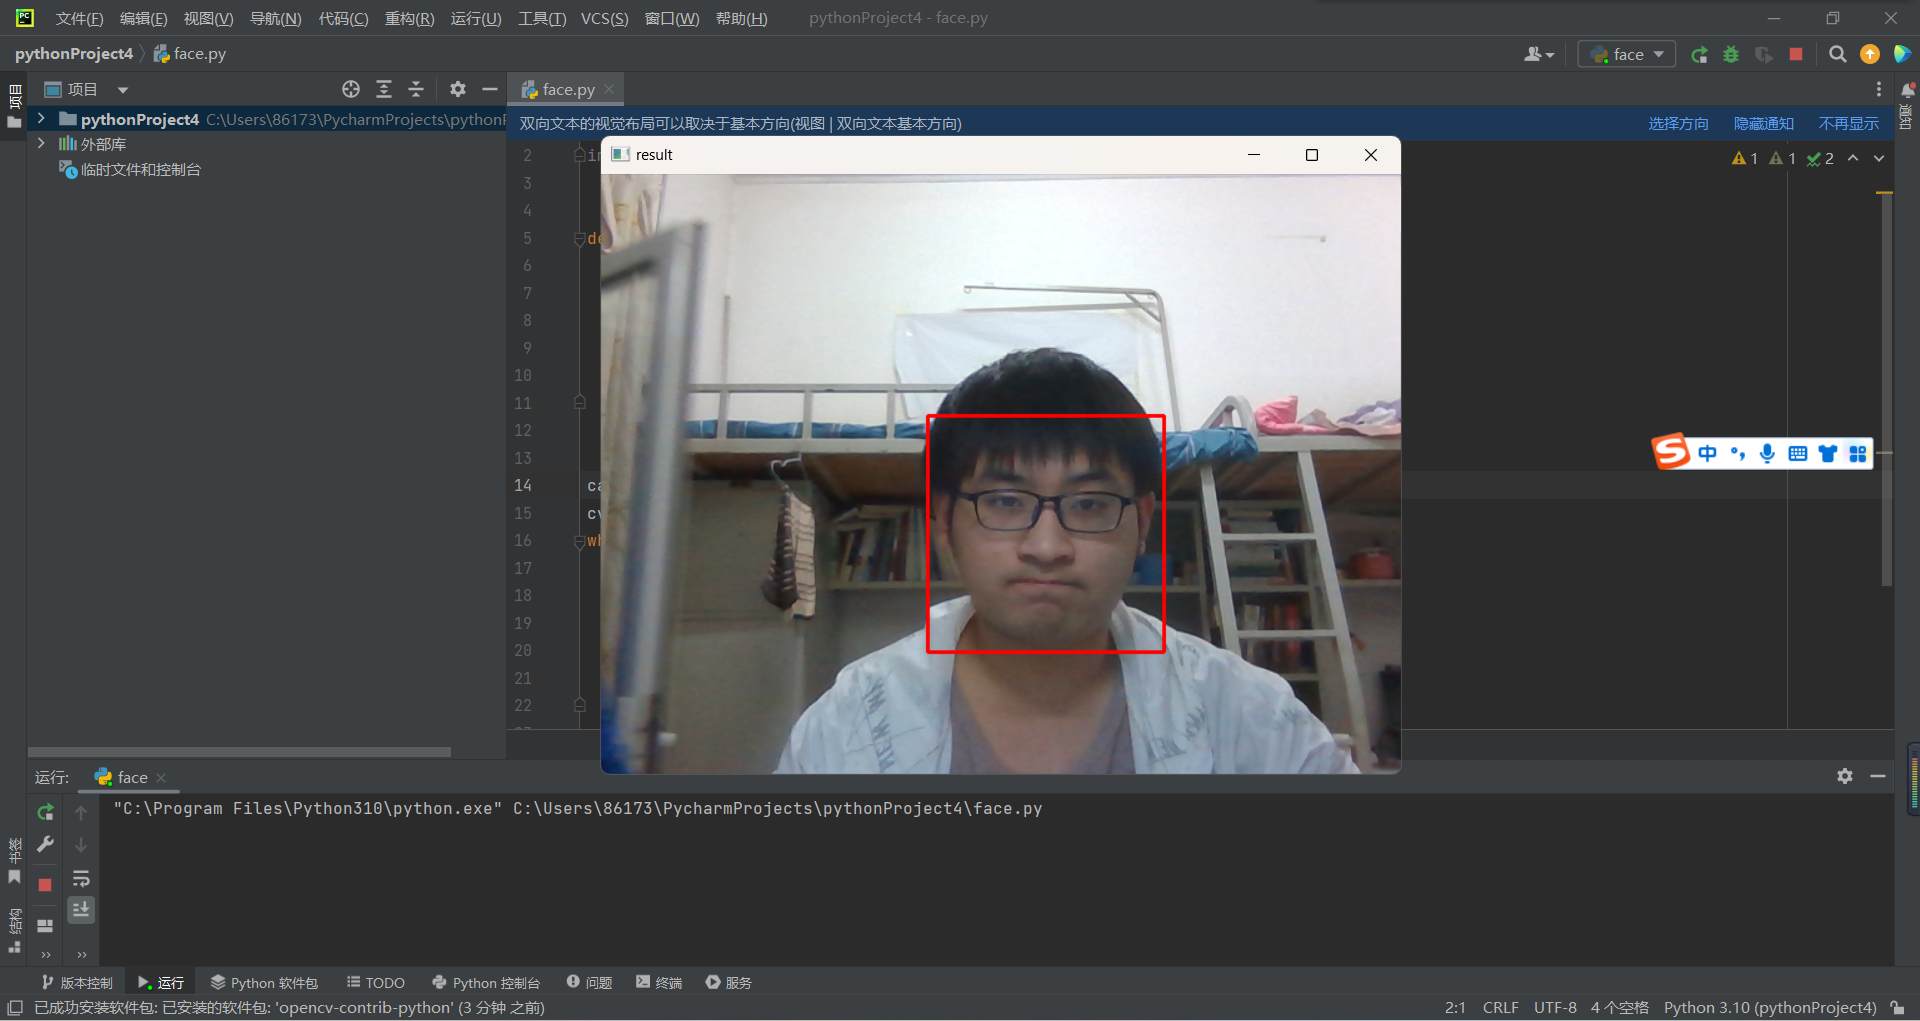 文件(F) 编辑(E) 视图(V) 导航(N) 代码(C) 重构(R) 运行(U) 工具(T) VCS(S) 窗口(W) 帮助(H) pythonProject4 - face.py
pythonProject4 face.py face
项目 face.py
pythonProject4 C:\Users\86173\PycharmProjects\python
外部库
临时文件和控制台
双向文本的视觉布局可以取决于基本方向(视图 | 双向文本基本方向) 选择方向 隐藏通知 不再显示
result
1 1 2
2
3
4
5 de
6
7
8
9
10
11
12
13
14 ca
15 cv
16 wh
17
18
19
20
21
22
中
项目
通知
书签
结构
运行: face
"C:\Program Files\Python310\python.exe" C:\Users\86173\PycharmProjects\pythonProject4\face.py
版本控制 运行 Python 软件包 TODO Python 控制台 问题 终端 服务
已成功安装软件包: 已安装的软件包: 'opencv-contrib-python' (3 分钟 之前) 2:1 CRLF UTF-8 4 个空格 Python 3.10 (pythonProject4)